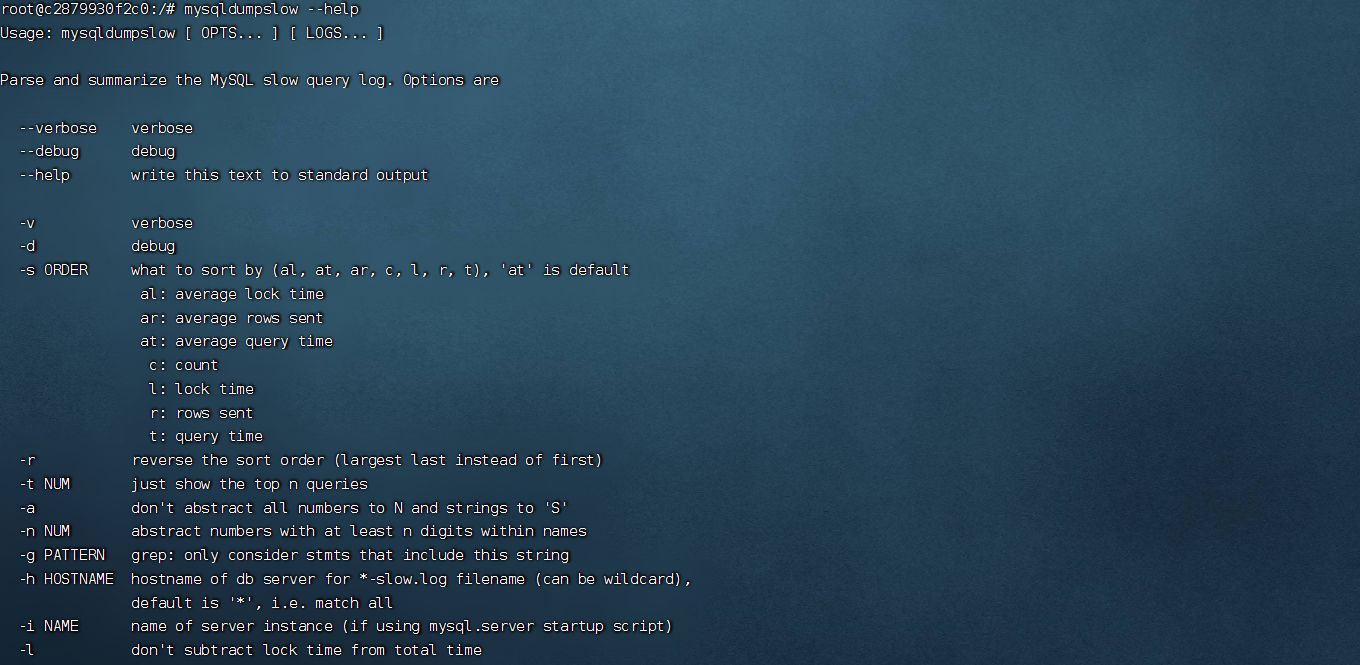 root@c2879930f2c0:/# mysqldumpslow --help
Usage: mysqldumpslow [ OPTS... ] [ LOGS... ]

Parse and summarize the MySQL slow query log. Options are

  --verbose    verbose
  --debug      debug
  --help       write this text to standard output

  -v           verbose
  -d           debug
  -s ORDER     what to sort by (al, at, ar, c, l, r, t), 'at' is default
                al: average lock time
                ar: average rows sent
                at: average query time
                 c: count
                 l: lock time
                 r: rows sent
                 t: query time
  -r           reverse the sort order (largest last instead of first)
  -t NUM       just show the top n queries
  -a           don't abstract all numbers to N and strings to 'S'
  -n NUM       abstract numbers with at least n digits within names
  -g PATTERN   grep: only consider stmts that include this string
  -h HOSTNAME  hostname of db server for *-slow.log filename (can be wildcard),
               default is '*', i.e. match all
  -i NAME      name of server instance (if using mysql.server startup script)
  -l           don't subtract lock time from total time